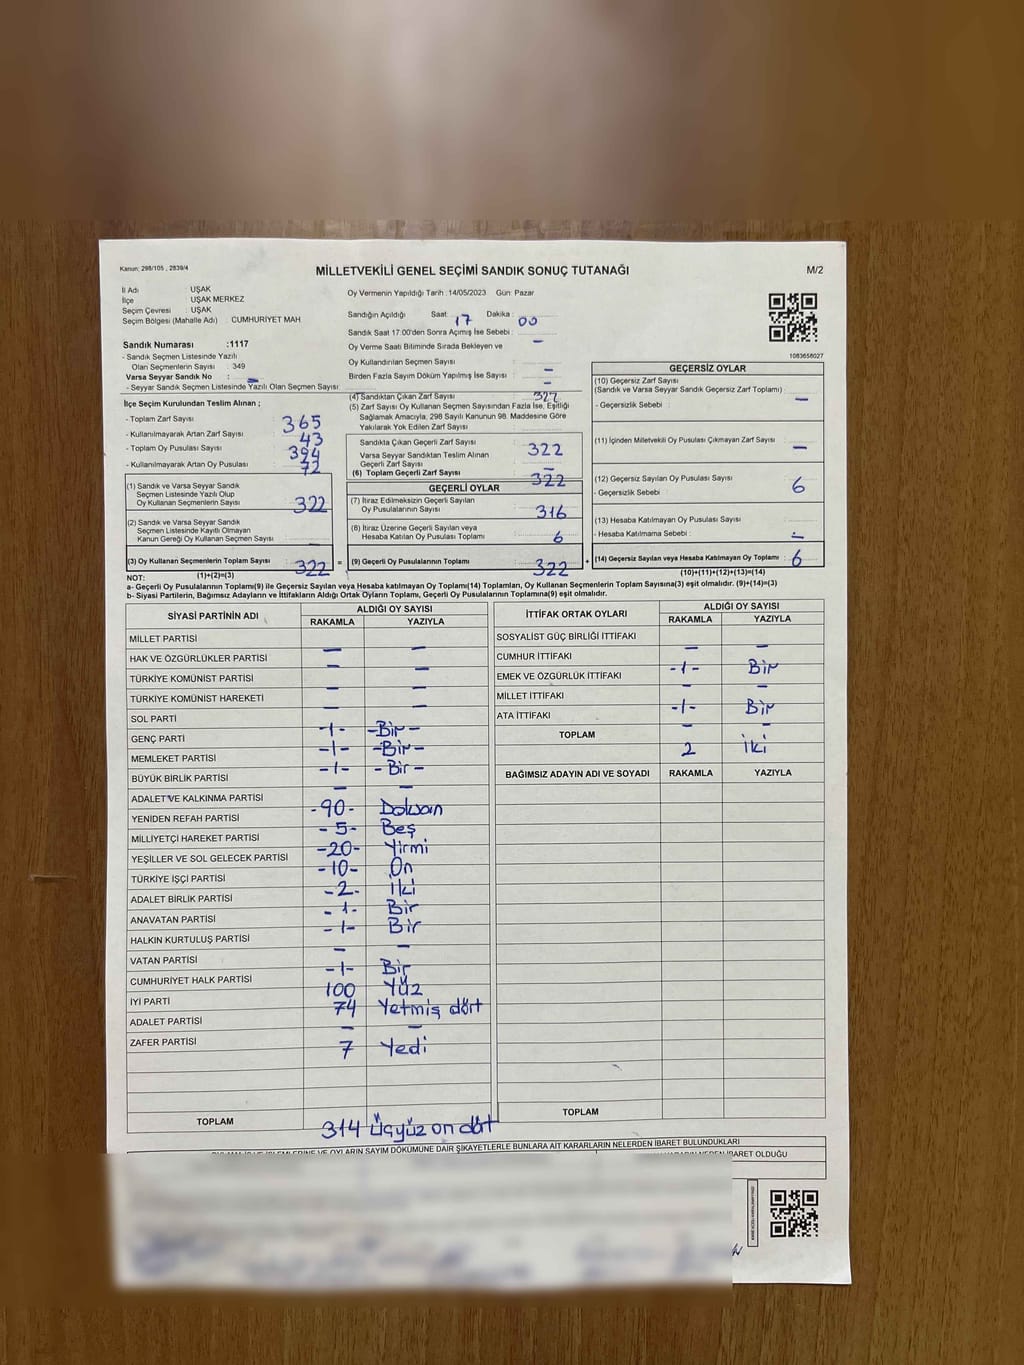 Kanun: 298/105 , 2839/4
MİLLETVEKİLİ GENEL SEÇİMİ SANDIK SONUÇ TUTANAĞI
M/2
İl Adı : UŞAK
İlçe : UŞAK MERKEZ
Seçim Çevresi : UŞAK
Seçim Bölgesi (Mahalle Adı) : CUMHURİYET MAH
Oy Vermenin Yapıldığı Tarih : 14/05/2023 Gün: Pazar
Sandığın Açıldığı Saat : 17 Dakika : 00
Sandık Saat 17:00'den Sonra Açılmış İse Sebebi :
Sandık Numarası :1117
- Sandık Seçmen Listesinde Yazılı
Olan Seçmenlerin Sayısı : 349
Varsa Seyyar Sandık No : –
- Seyyar Sandık Seçmen Listesinde Yazılı Olan Seçmen Sayısı :
Oy Verme Saati Bitiminde Sırada Bekleyen ve –
Oy Kullandırılan Seçmen Sayısı :
Birden Fazla Sayım Döküm Yapılmış İse Sayısı : –
1083658027
İlçe Seçim Kurulundan Teslim Alınan ;
- Toplam Zarf Sayısı : 365
- Kullanılmayarak Artan Zarf Sayısı : 43
- Toplam Oy Pusulası Sayısı : 394
- Kullanılmayarak Artan Oy Pusulası : 72
(1) Sandık ve Varsa Seyyar Sandık
Seçmen Listesinde Yazılı Olup
Oy Kullanan Seçmenlerin Sayısı : 322
(2) Sandık ve Varsa Seyyar Sandık
Seçmen Listesinde Kayıtlı Olmayan
Kanun Gereği Oy Kullanan Seçmen Sayısı : –
(3) Oy Kullanan Seçmenlerin Toplam Sayısı : 322
(1)+(2)=(3)
(4) Sandıktan Çıkan Zarf Sayısı : 322
(5) Zarf Sayısı Oy Kullanan Seçmen Sayısından Fazla İse, Eşitliği
Sağlamak Amacıyla, 298 Sayılı Kanunun 98. Maddesine Göre
Yakılarak Yok Edilen Zarf Sayısı :
Sandıkta Çıkan Geçerli Zarf Sayısı : 322
Varsa Seyyar Sandıktan Teslim Alınan
Geçerli Zarf Sayısı : –
(6) Toplam Geçerli Zarf Sayısı : 322
GEÇERLİ OYLAR
(7) İtiraz Edilmeksizin Geçerli Sayılan
Oy Pusulalarının Sayısı : 316
(8) İtiraz Üzerine Geçerli Sayılan veya
Hesaba Katılan Oy Pusulası Toplamı : 6
= (9) Geçerli Oy Pusulalarının Toplamı : 322 +
GEÇERSİZ OYLAR
(10) Geçersiz Zarf Sayısı
(Sandık ve Varsa Seyyar Sandık Geçersiz Zarf Toplamı) :
- Geçersizlik Sebebi : –
(11) İçinden Milletvekili Oy Pusulası Çıkmayan Zarf Sayısı : –
(12) Geçersiz Sayılan Oy Pusulası Sayısı : 6
- Geçersizlik Sebebi :
(13) Hesaba Katılmayan Oy Pusulası Sayısı :
- Hesaba Katılmama Sebebi : –
(14) Geçersiz Sayılan veya Hesaba Katılmayan Oy Toplamı : 6
(10)+(11)+(12)+(13)=(14)
NOT:
a- Geçerli Oy Pusulalarının Toplamı(9) ile Geçersiz Sayılan veya Hesaba katılmayan Oy Toplamı(14) Toplamları, Oy Kullanan Seçmenlerin Toplam Sayısına(3) eşit olmalıdır. (9)+(14)=(3)
b- Siyasi Partilerin, Bağımsız Adayların ve İttifakların Aldığı Ortak Oyların Toplamı, Geçerli Oy Pusulalarının Toplamına(9) eşit olmalıdır.
SİYASİ PARTİNİN ADI ALDIĞI OY SAYISI
RAKAMLA YAZIYLA
MİLLET PARTİSİ – –
HAK VE ÖZGÜRLÜKLER PARTİSİ – –
TÜRKİYE KOMÜNİST PARTİSİ – –
TÜRKİYE KOMÜNİST HAREKETİ – –
SOL PARTİ -1- -Bir-
GENÇ PARTİ -1- -Bir-
MEMLEKET PARTİSİ -1- -Bir-
BÜYÜK BİRLİK PARTİSİ – –
ADALET VE KALKINMA PARTİSİ -90- Doksan
YENİDEN REFAH PARTİSİ -5- Beş
MİLLİYETÇİ HAREKET PARTİSİ -20- Yirmi
YEŞİLLER VE SOL GELECEK PARTİSİ -10- On
TÜRKİYE İŞÇİ PARTİSİ -2- İki
ADALET BİRLİK PARTİSİ -1- Bir
ANAVATAN PARTİSİ -1- Bir
HALKIN KURTULUŞ PARTİSİ – –
VATAN PARTİSİ -1- Bir
CUMHURİYET HALK PARTİSİ 100 Yüz
İYİ PARTİ 74 Yetmiş dört
ADALET PARTİSİ – –
ZAFER PARTİSİ 7 Yedi
TOPLAM 314 Üçyüz on dört
İTTİFAK ORTAK OYLARI ALDIĞI OY SAYISI
RAKAMLA YAZIYLA
SOSYALİST GÜÇ BİRLİĞİ İTTİFAKI – –
CUMHUR İTTİFAKI -1- Bir
EMEK VE ÖZGÜRLÜK İTTİFAKI – –
MİLLET İTTİFAKI -1- Bir
ATA İTTİFAKI – –
TOPLAM 2 İki
BAĞIMSIZ ADAYIN ADI VE SOYADI RAKAMLA YAZIYLA
TOPLAM
VE OYLARIN SAYIM DÖKÜMÜNE DAİR ŞİKAYETLERLE BUNLARA AİT KARARLARIN NELERDEN İBARET BULUNDUKLARI
İBARET OLDUĞU